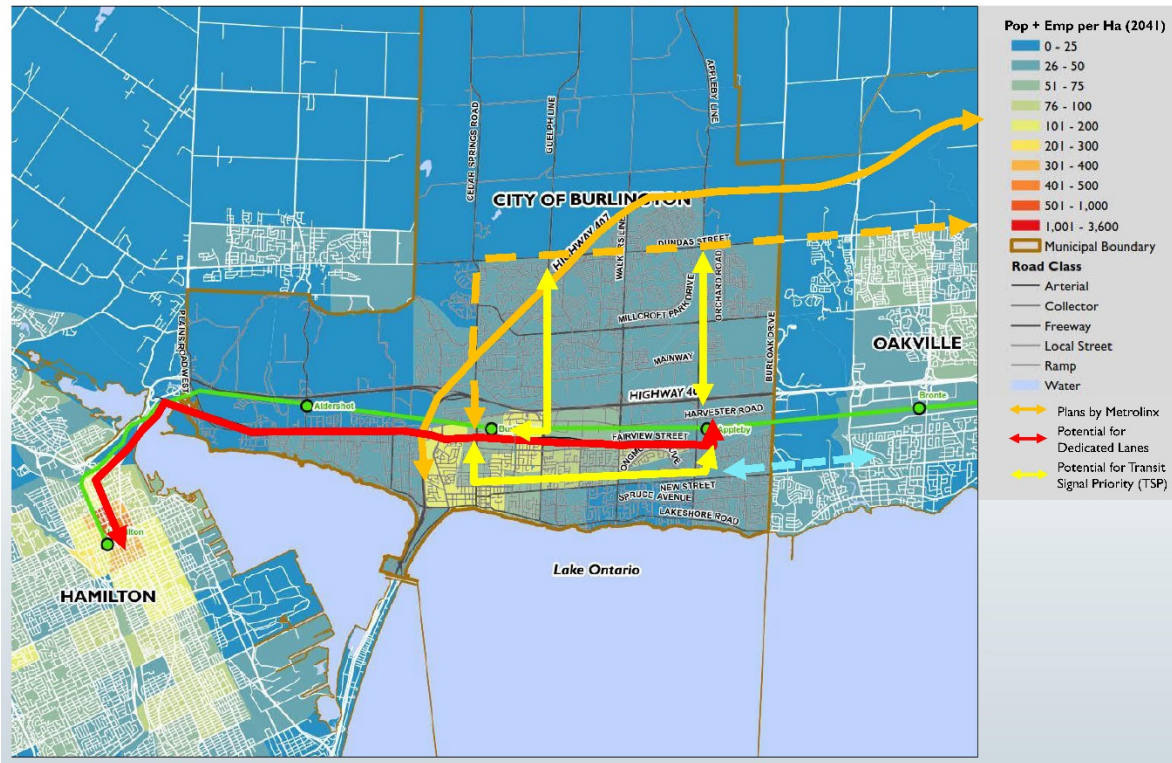 Pop + Emp per Ha (2041)
0 - 25
26 - 50
51 - 75
76 - 100
101 - 200
201 - 300
301 - 400
401 - 500
501 - 1,000
1,001 - 3,600
Municipal Boundary
Road Class
Arterial
Collector
Freeway
Local Street
Ramp
Water
Plans by Metrolinx
Potential for
Dedicated Lanes
Potential for Transit
Signal Priority (TSP)
CEDAR SPRINGS ROAD
GUELPH LINE
APPLEBY LINE
CITY OF BURLINGTON
HIGHWAY 407
DUNDAS STREET
MILLCROFT PARK DRIVE
ORCHARD ROAD
PLAINS ROAD WEST
MAINWAY
BURLOAK DRIVE
OAKVILLE
HIGHWAY
Bronte
Aldershot
HARVESTER ROAD
Appleby
FAIRVIEW STREET
NEW STREET
SPRUCE AVENUE
LAKESHORE ROAD
HAMILTON
Lake Ontario